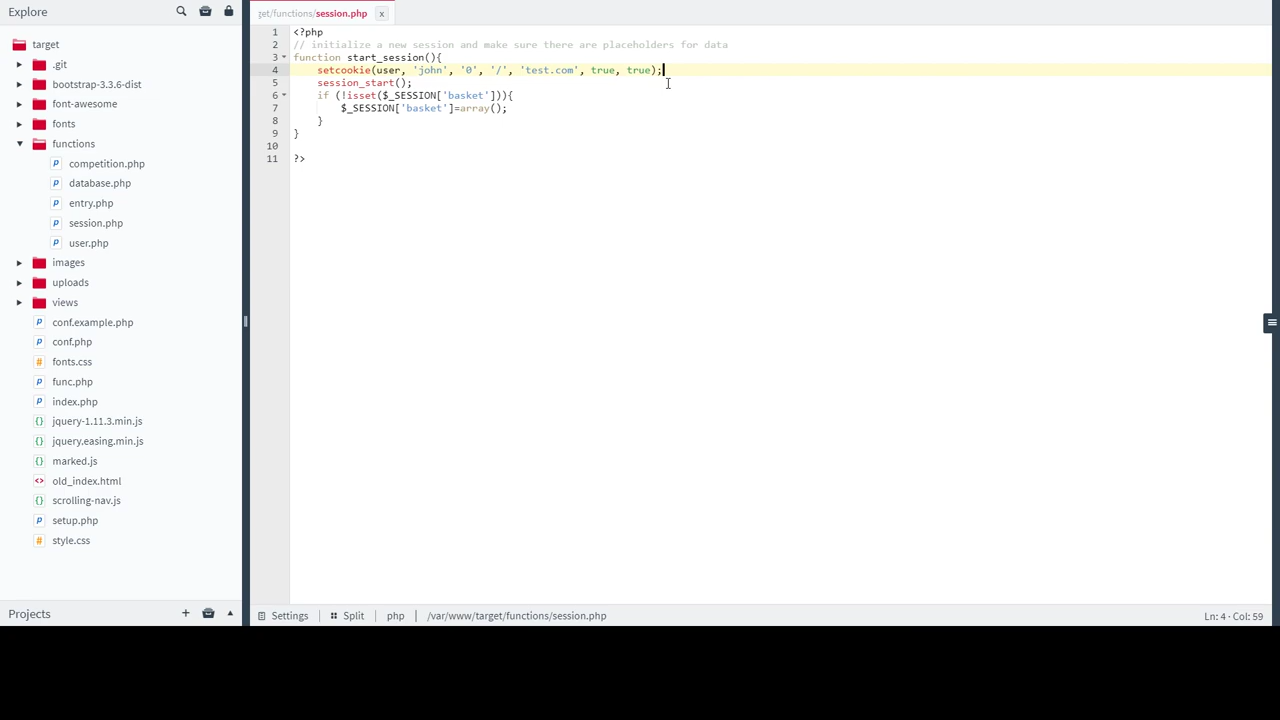 Explore
target
.git
bootstrap-3.3.6-dist
font-awesome
fonts
functions
competition.php
database.php
entry.php
session.php
user.php
images
uploads
views
conf.example.php
conf.php
fonts.css
func.php
index.php
jquery-1.11.3.min.js
jquery.easing.min.js
marked.js
old_index.html
scrolling-nav.js
setup.php
style.css
Projects
get/functions/session.php x
1 <?php
2 // initialize a new session and make sure there are placeholders for data
3 function start_session(){
4 setcookie(user, 'john', '0', '/', 'test.com', true, true);
5 session_start();
6 if (!isset($_SESSION['basket'])){
7 $_SESSION['basket']=array();
8 }
9 }
10
11 ?>
Settings Split php /var/www/target/functions/session.php Ln: 4 · Col: 59